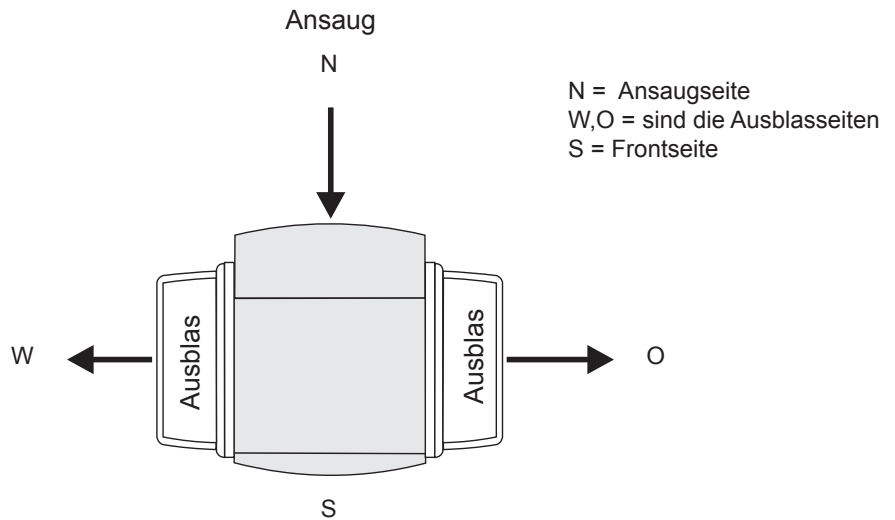 Ansaug
N
N = Ansaugseite
W,O = sind die Ausblasseiten
S = Frontseite
W
Ausblas
Ausblas
O
S